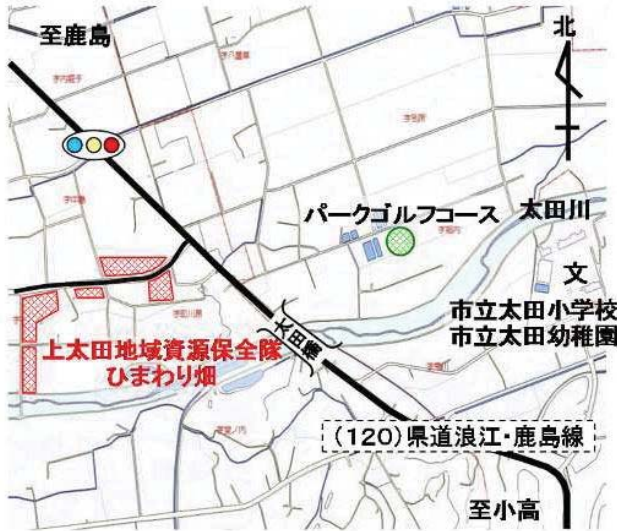 至鹿島
北
パークゴルフコース
太田川
文
市立太田小学校
市立太田幼稚園
太田橋
上太田地域資源保全隊
ひまわり畑
(120)県道浪江・鹿島線
至小高